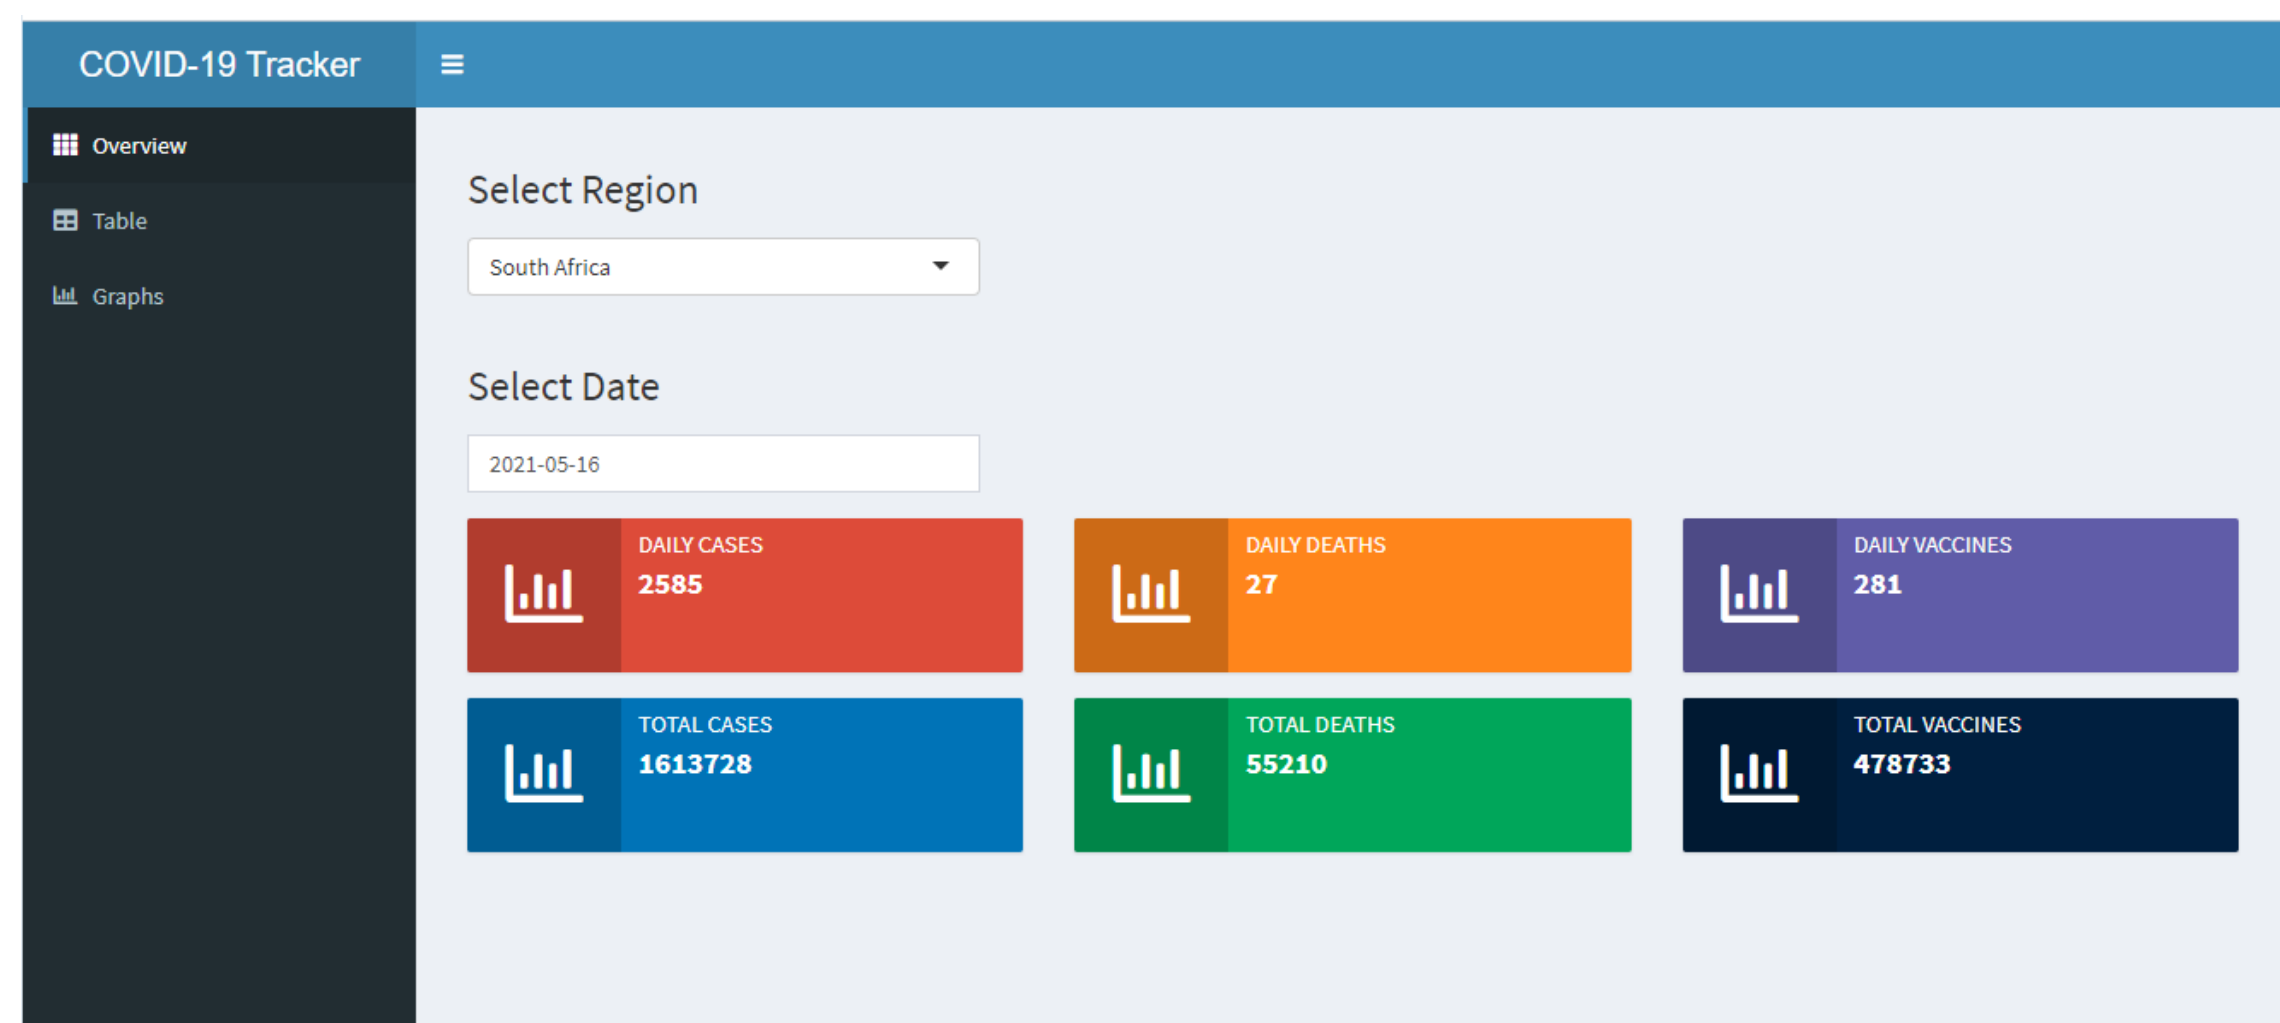 COVID-19 Tracker
Overview
Table
Graphs
Select Region
South Africa
Select Date
2021-05-16
DAILY CASES
2585
DAILY DEATHS
27
DAILY VACCINES
281
TOTAL CASES
1613728
TOTAL DEATHS
55210
TOTAL VACCINES
478733